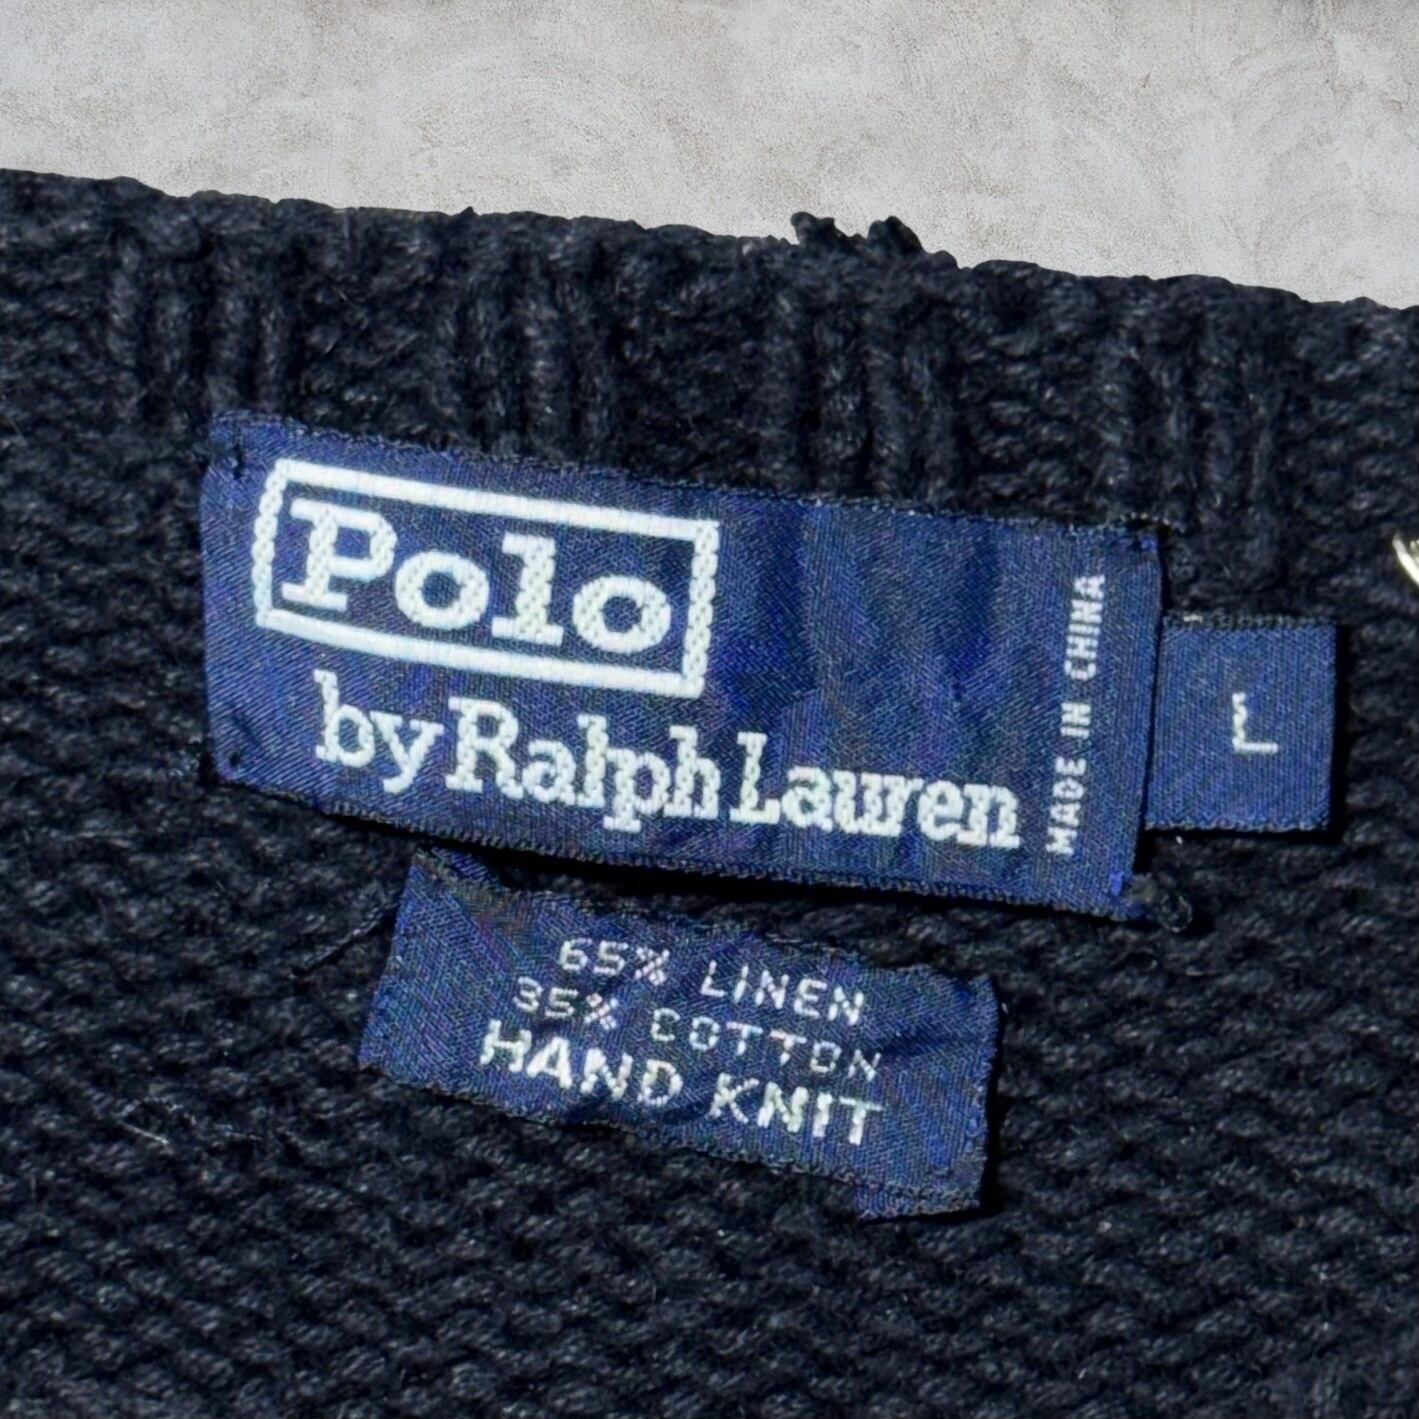 Polo
by Ralph Lauren
MADE IN CHINA
L
65% LINEN
35% COTTON
HAND KNIT